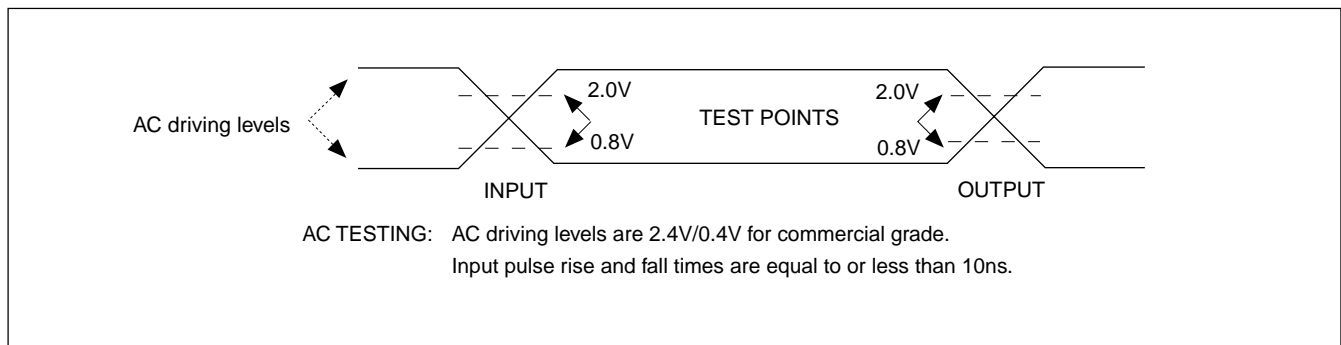 2.0V
2.0V
AC driving levels
TEST POINTS
0.8V
0.8V
INPUT
OUTPUT
AC TESTING: AC driving levels are 2.4V/0.4V for commercial grade.
Input pulse rise and fall times are equal to or less than 10ns.